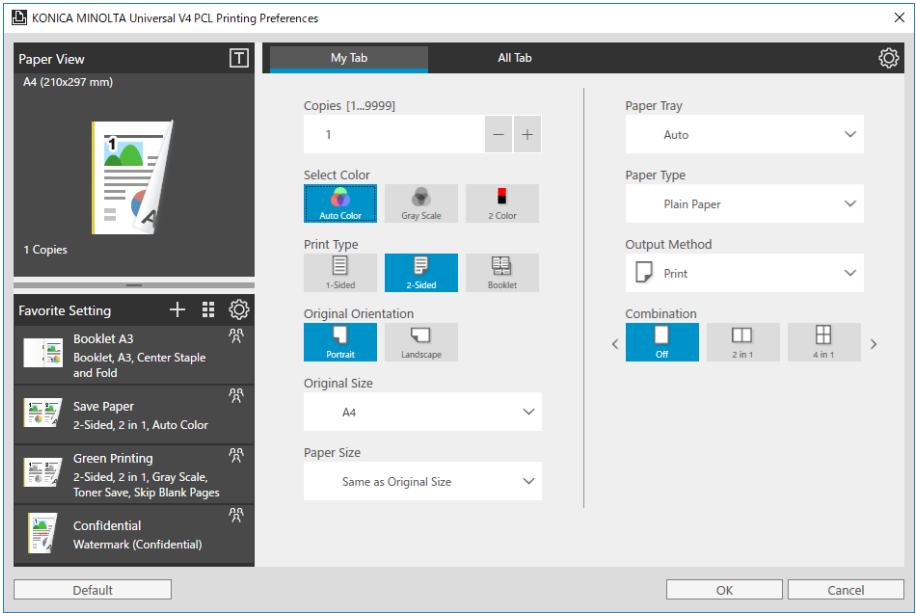 KONICA MINOLTA Universal V4 PCL Printing Preferences
Paper View
T
A4 (210x297 mm)
1
A
1 Copies
Favorite Setting
Booklet A3
Booklet, A3, Center Staple
and Fold
Save Paper
2-Sided, 2 in 1, Auto Color
Green Printing
2-Sided, 2 in 1, Gray Scale,
Toner Save, Skip Blank Pages
Confidential
Watermark (Confidential)
My Tab
All Tab
Copies [1...9999]
1
Select Color
Auto Color
Gray Scale
2 Color
Print Type
1-Sided
2-Sided
Booklet
Original Orientation
Portrait
Landscape
Original Size
A4
Paper Size
Same as Original Size
Paper Tray
Auto
Paper Type
Plain Paper
Output Method
Print
Combination
Off
2 in 1
4 in 1
Default
OK
Cancel